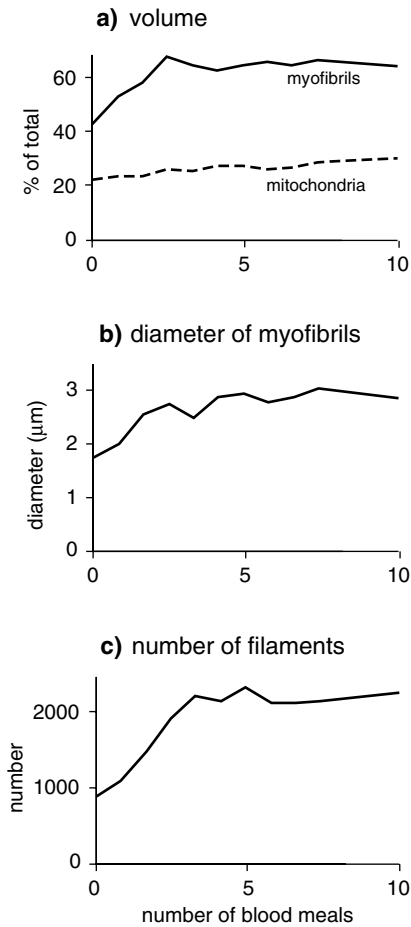 a) volume
% of total
60
40
20
0
myofibrils
mitochondria
0 5 10
b) diameter of myofibrils
diameter (μm)
3
2
1
0
0 5 10
c) number of filaments
number
2000
1000
0
0 5 10
number of blood meals